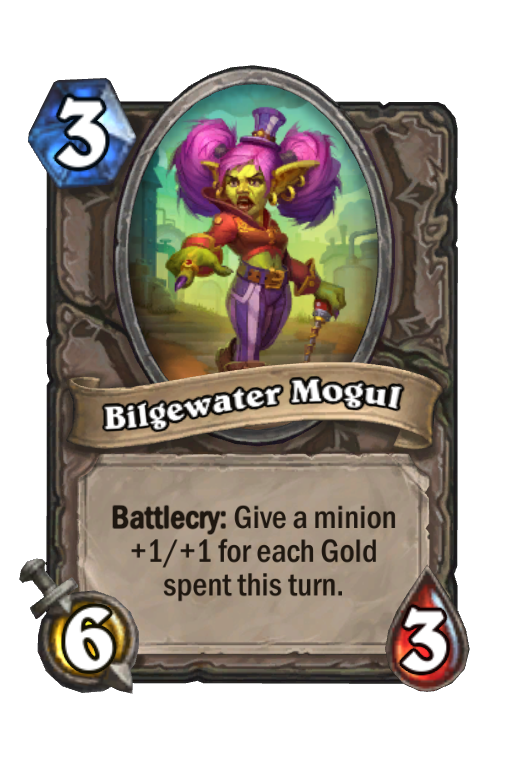 3
Bilgewater Mogul
Battlecry: Give a minion
+1/+1 for each Gold
spent this turn.
6
3